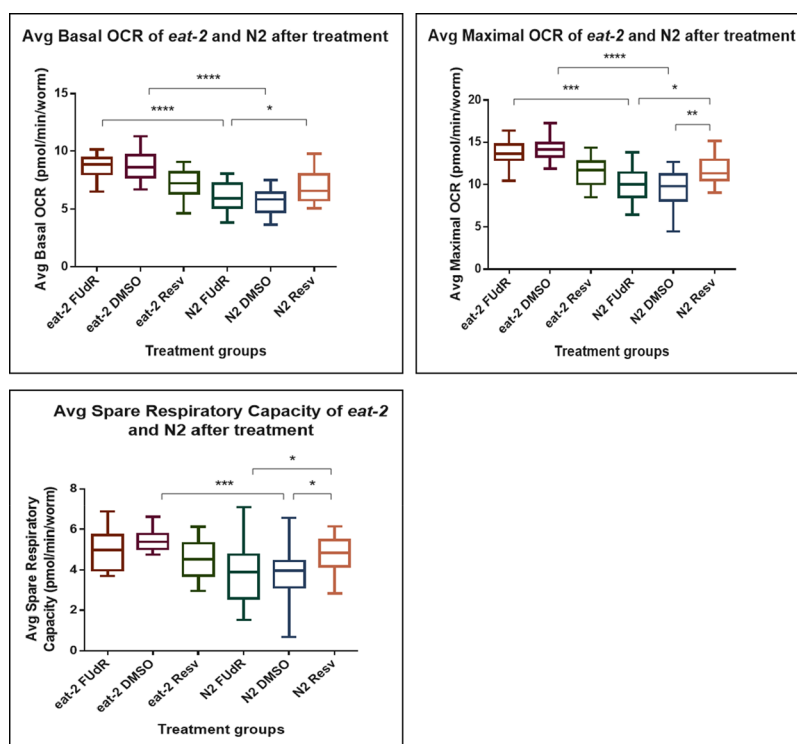 Avg Basal OCR of eat-2 and N2 after treatment
****
****
*
Avg Basal OCR (pmol/min/worm)
15
10
5
0
eat-2 FUdR
eat-2 DMSO
eat-2 Resv
N2 FUdR
N2 DMSO
N2 Resv
Treatment groups
Avg Maximal OCR of eat-2 and N2 after treatment
****
***
*
**
Avg Maximal OCR (pmol/min/worm)
20
15
10
5
0
eat-2 FUdR
eat-2 DMSO
eat-2 Resv
N2 FUdR
N2 DMSO
N2 Resv
Treatment groups
Avg Spare Respiratory Capacity of eat-2
and N2 after treatment
*
***
*
Avg Spare Respiratory
Capacity (pmol/min/worm)
8
6
4
2
0
eat-2 FUdR
eat-2 DMSO
eat-2 Resv
N2 FUdR
N2 DMSO
N2 Resv
Treatment groups